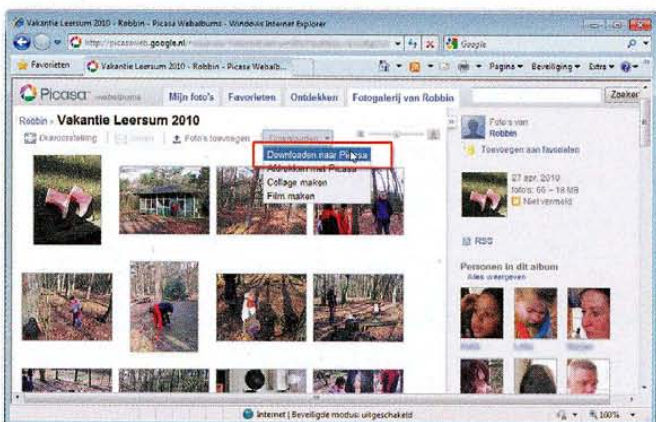 Vakantie Leersum 2010 - Robbin - Picasa Webalbums - Windows Internet Explorer
http://picasaweb.google.nl/
Google
Favorieten
Vakantie Leersum 2010 - Robbin - Picasa Webalb...
Pagina
Beveiliging
Extra
Picasa webalbums
Mijn foto's
Favorieten
Ontdekken
Fotogalerij van Robbin
Zoeken
Robbin > Vakantie Leersum 2010
Diavoorstelling
Delen
Foto's toevoegen
Downloaden
Downloaden naar Picasa
Afdrukken met Picasa
Collage maken
Film maken
Foto's van
Robbin
Toevoegen aan favorieten
27 apr. 2010
foto's: 66 – 18 MB
Niet vermeld
RSS
Personen in dit album
Alles weergeven
Internet | Beveiligde modus: uitgeschakeld
100%